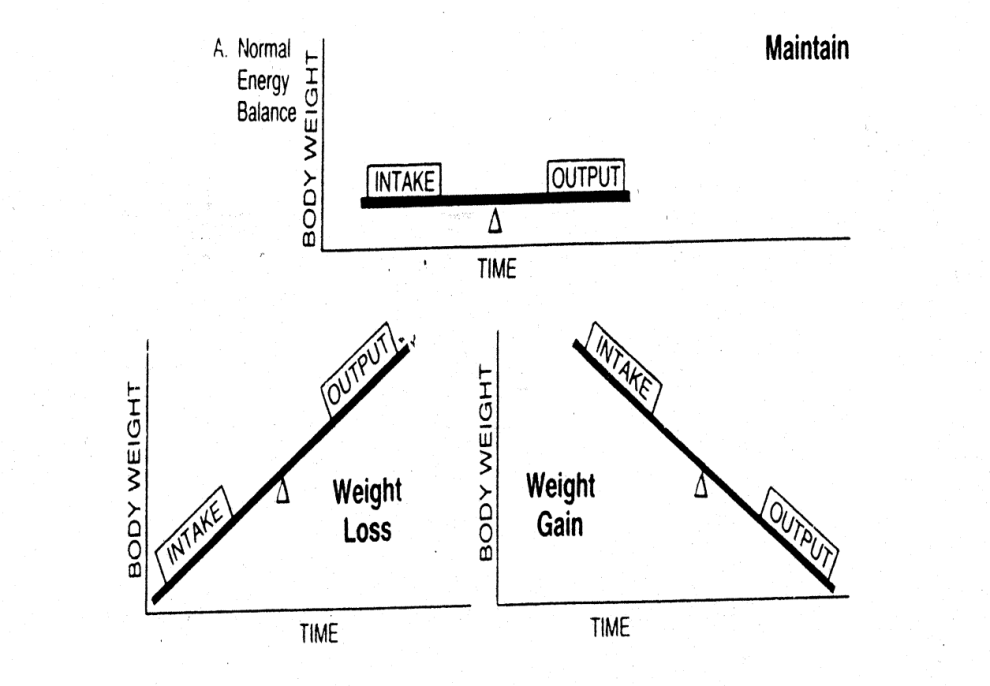 A. Normal
Energy
Balance
Maintain
BODY WEIGHT
INTAKE
OUTPUT
TIME
BODY WEIGHT
INTAKE
OUTPUT
Weight
Loss
TIME
BODY WEIGHT
INTAKE
OUTPUT
Weight
Gain
TIME